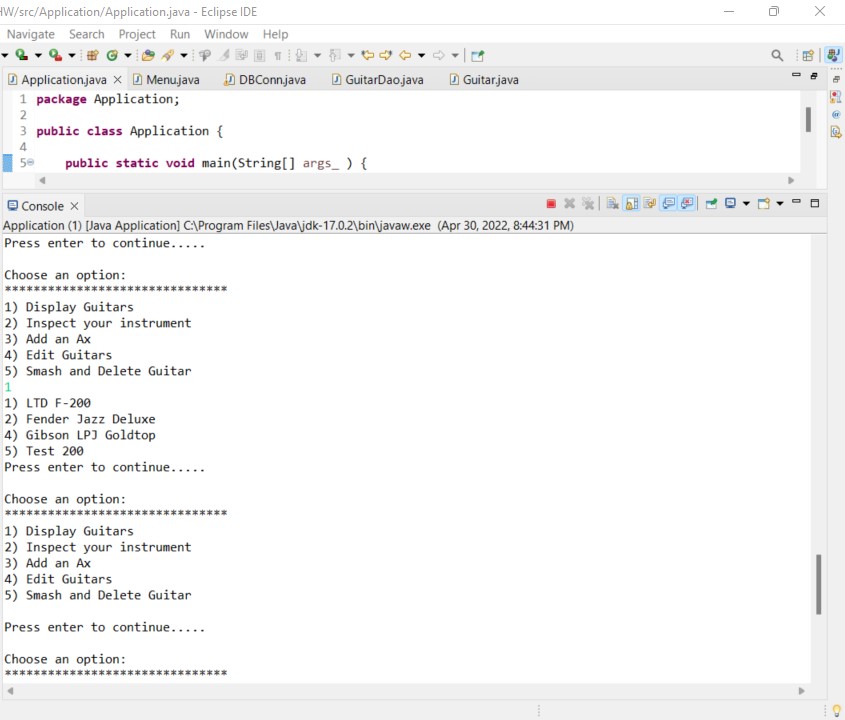 HW/src/Application/Application.java - Eclipse IDE
Navigate Search Project Run Window Help
Application.java Menu.java DBConn.java GuitarDao.java Guitar.java
1 package Application;
2
3 public class Application {
4
5 public static void main(String[] args_ ) {
Console
Application (1) [Java Application] C:\Program Files\Java\jdk-17.0.2\bin\javaw.exe (Apr 30, 2022, 8:44:31 PM)
Press enter to continue.....
Choose an option:
*******************************
1) Display Guitars
2) Inspect your instrument
3) Add an Ax
4) Edit Guitars
5) Smash and Delete Guitar
1
1) LTD F-200
2) Fender Jazz Deluxe
4) Gibson LPJ Goldtop
5) Test 200
Press enter to continue.....
Choose an option:
*******************************
1) Display Guitars
2) Inspect your instrument
3) Add an Ax
4) Edit Guitars
5) Smash and Delete Guitar
Press enter to continue.....
Choose an option:
*******************************